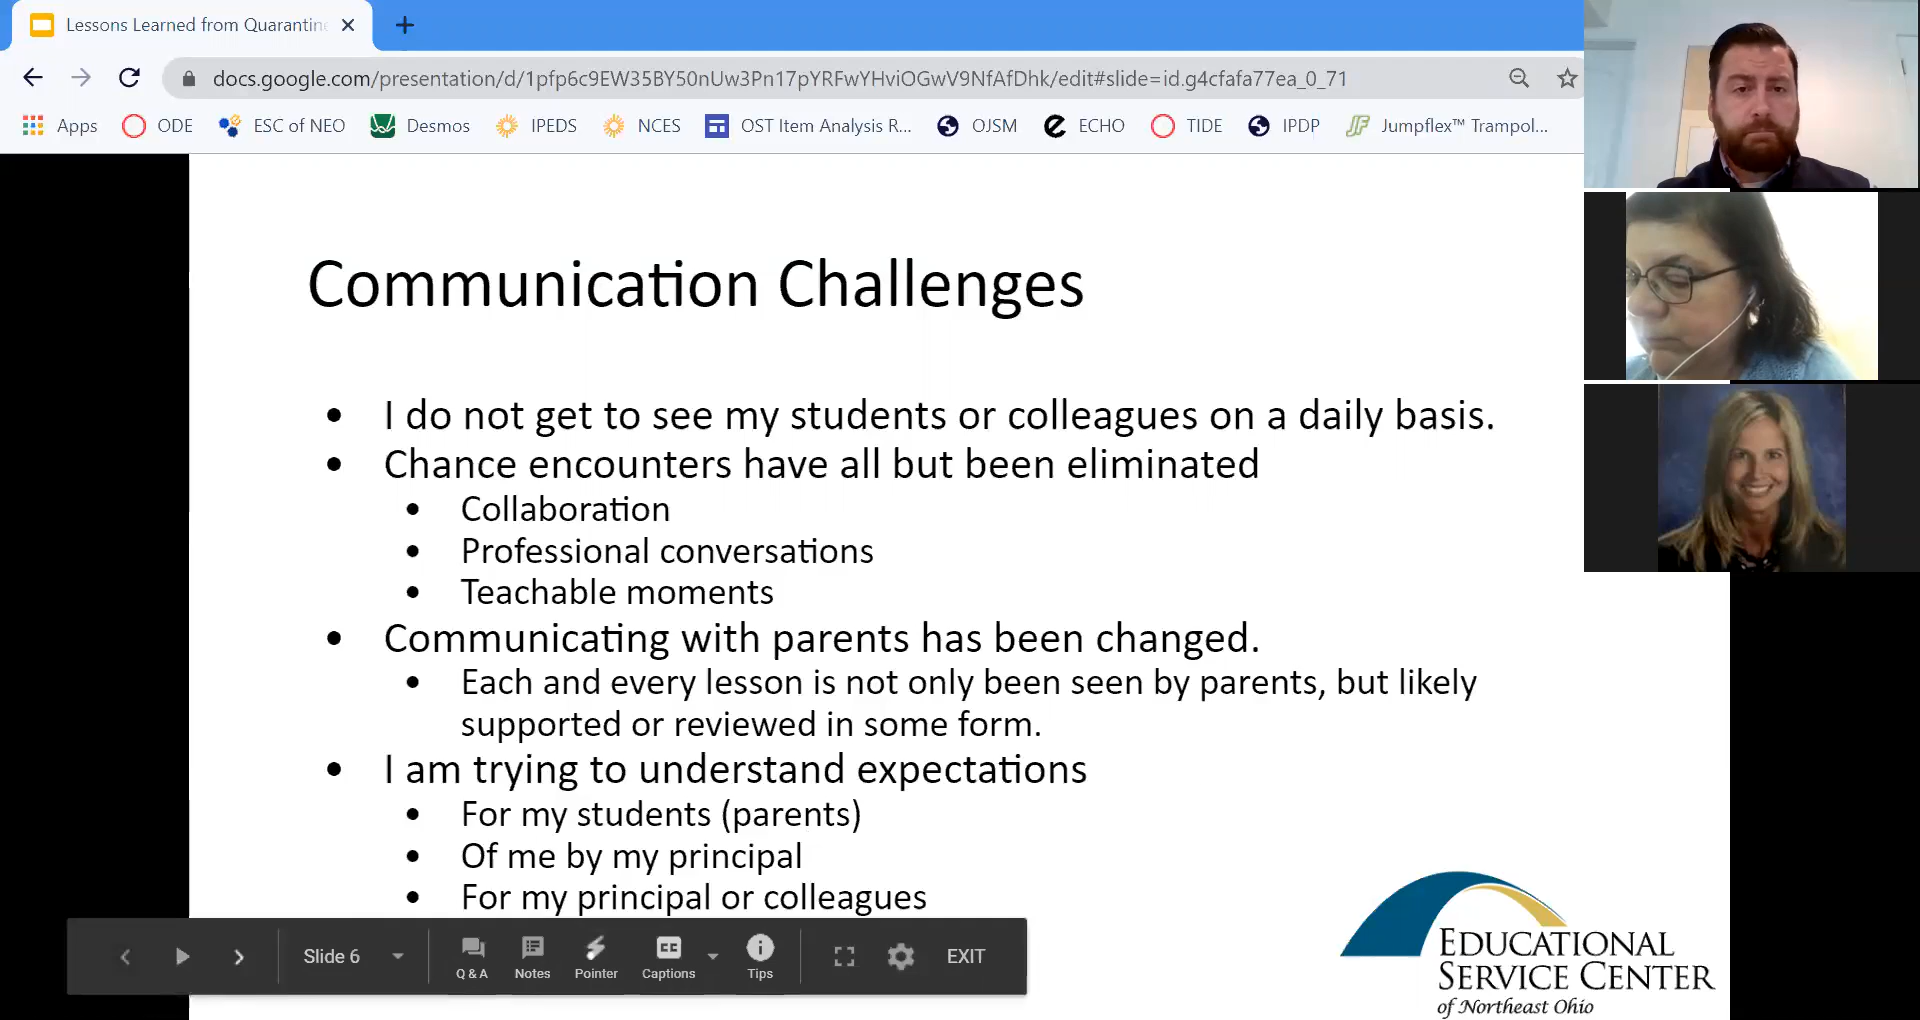 Lessons Learned from Quarantin
docs.google.com/presentation/d/1pfp6c9EW35BY50nUw3Pn17pYRFwYHviOGwV9NfAfDhk/edit#slide=id.g4cfafa77ea_0_71
Apps ODE ESC of NEO Desmos IPEDS NCES OST Item Analysis R... OJSM ECHO TIDE IPDP Jumpflex™ Trampol...
Communication Challenges
• I do not get to see my students or colleagues on a daily basis.
• Chance encounters have all but been eliminated
• Collaboration
• Professional conversations
• Teachable moments
• Communicating with parents has been changed.
• Each and every lesson is not only been seen by parents, but likely
supported or reviewed in some form.
• I am trying to understand expectations
• For my students (parents)
• Of me by my principal
• For my principal or colleagues
Slide 6
Q & A Notes Pointer Captions Tips EXIT
EDUCATIONAL
SERVICE CENTER
of Northeast Ohio